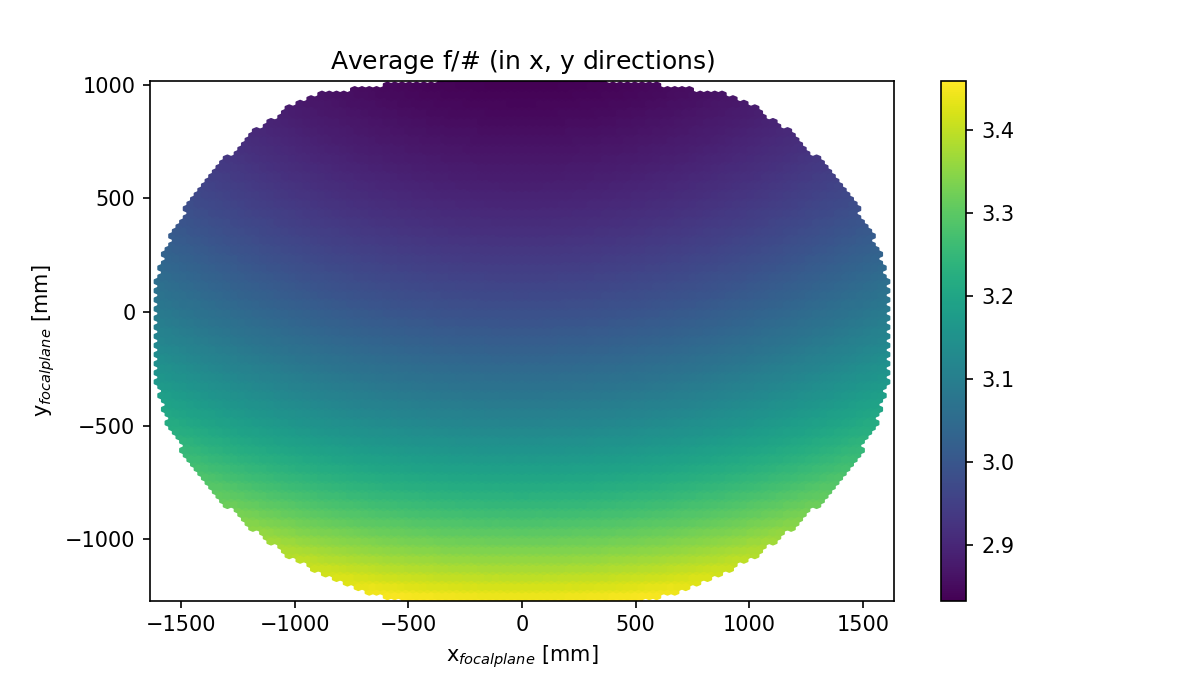 Average f/# (in x, y directions)
1000
500
0
−500
−1000
y_focalplane [mm]
−1500 −1000 −500 0 500 1000 1500
x_focalplane [mm]
3.4
3.3
3.2
3.1
3.0
2.9